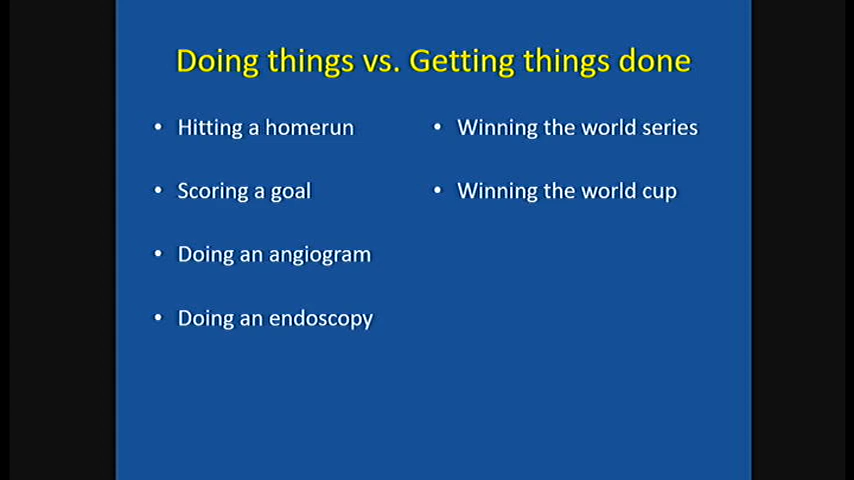 Doing things vs. Getting things done
• Hitting a homerun
• Scoring a goal
• Doing an angiogram
• Doing an endoscopy
• Winning the world series
• Winning the world cup